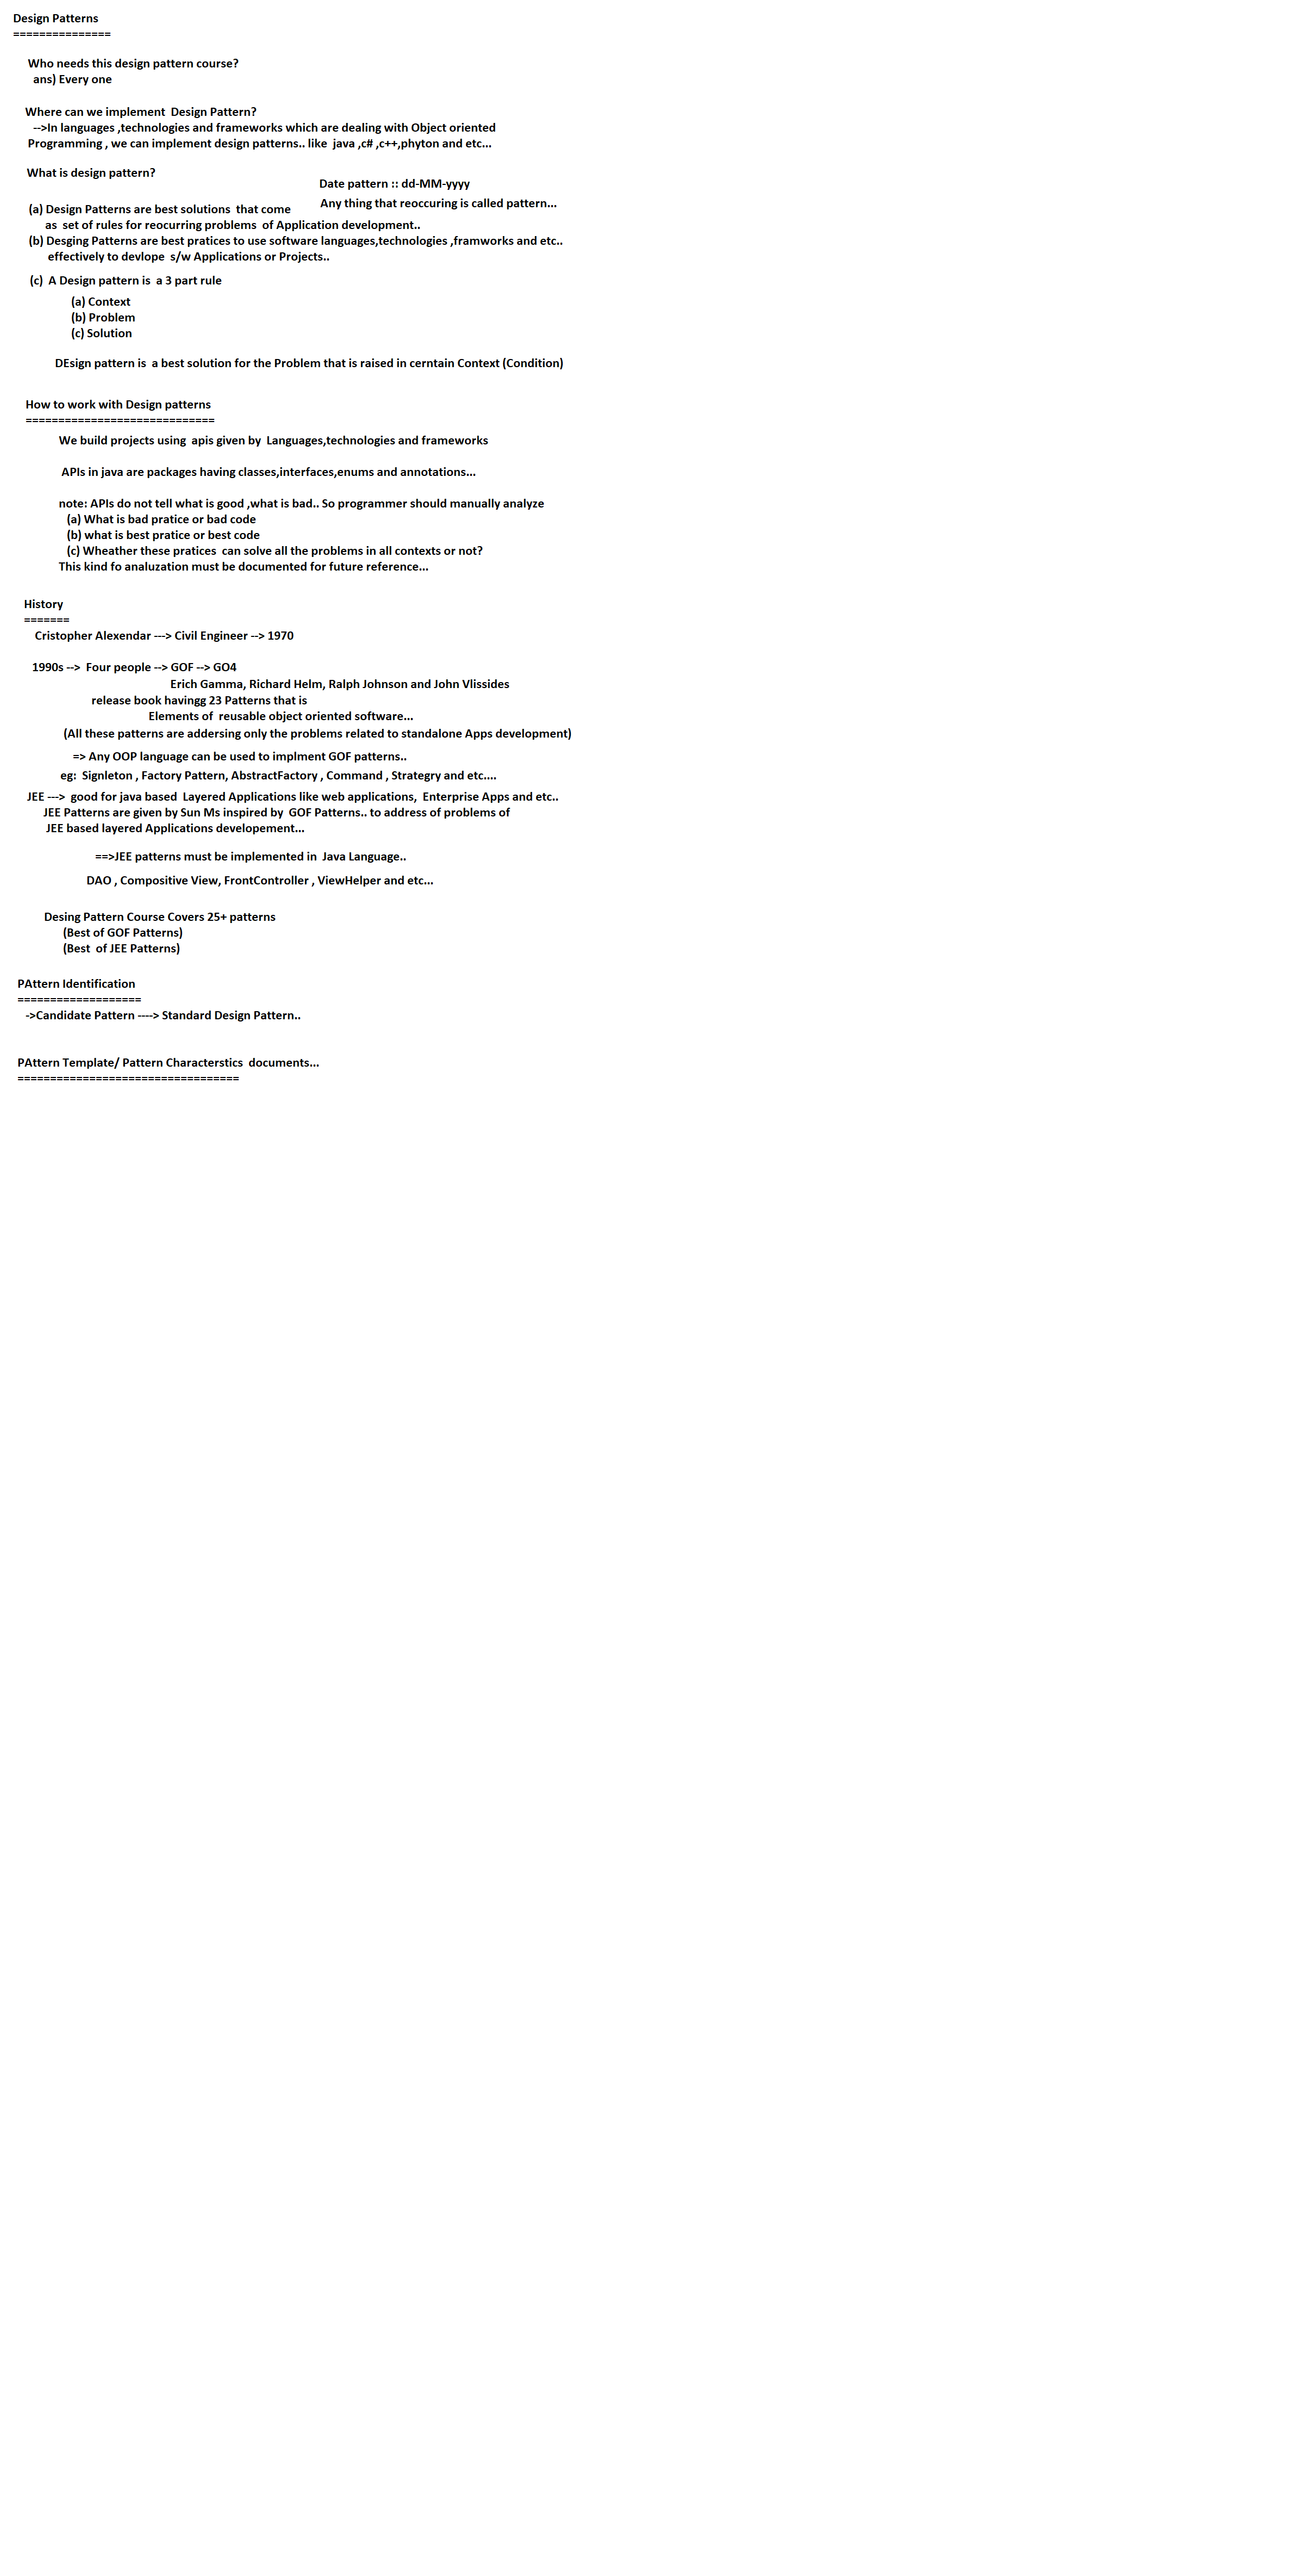 Design Patterns
===============
Who needs this design pattern course?
ans) Every one
Where can we implement  Design Pattern?
-->In languages ,technologies and frameworks which are dealing with Object oriented
Programming , we can implement design patterns.. like  java ,c# ,c++,phyton and etc...
What is design pattern?
Date pattern :: dd-MM-yyyy
Any thing that reoccuring is called pattern...
(a) Design Patterns are best solutions  that come
as  set of rules for reocurring problems  of Application development..
(b) Desging Patterns are best pratices to use software languages,technologies ,framworks and etc..
effectively to devlope  s/w Applications or Projects..
(c)  A Design pattern is  a 3 part rule
(a) Context
(b) Problem
(c) Solution
DEsign pattern is  a best solution for the Problem that is raised in cerntain Context (Condition)
How to work with Design patterns
=============================
We build projects using  apis given by  Languages,technologies and frameworks
APIs in java are packages having classes,interfaces,enums and annotations...
note: APIs do not tell what is good ,what is bad.. So programmer should manually analyze
(a) What is bad pratice or bad code
(b) what is best pratice or best code
(c) Wheather these pratices  can solve all the problems in all contexts or not?
This kind fo analuzation must be documented for future reference...
History
=======
Cristopher Alexendar ---> Civil Engineer --> 1970
1990s -->  Four people --> GOF --> GO4
Erich Gamma, Richard Helm, Ralph Johnson and John Vlissides
release book havingg 23 Patterns that is
Elements of  reusable object oriented software...
(All these patterns are addersing only the problems related to standalone Apps development)
=> Any OOP language can be used to implment GOF patterns..
eg:  Signleton , Factory Pattern, AbstractFactory , Command , Strategry and etc....
JEE --->  good for java based  Layered Applications like web applications,  Enterprise Apps and etc..
JEE Patterns are given by Sun Ms inspired by  GOF Patterns.. to address of problems of
JEE based layered Applications developement...
==>JEE patterns must be implemented in  Java Language..
DAO , Compositive View, FrontController , ViewHelper and etc...
Desing Pattern Course Covers 25+ patterns
(Best of GOF Patterns)
(Best  of JEE Patterns)
PAttern Identification
===================
->Candidate Pattern ----> Standard Design Pattern..
PAttern Template/ Pattern Characterstics  documents...
==================================